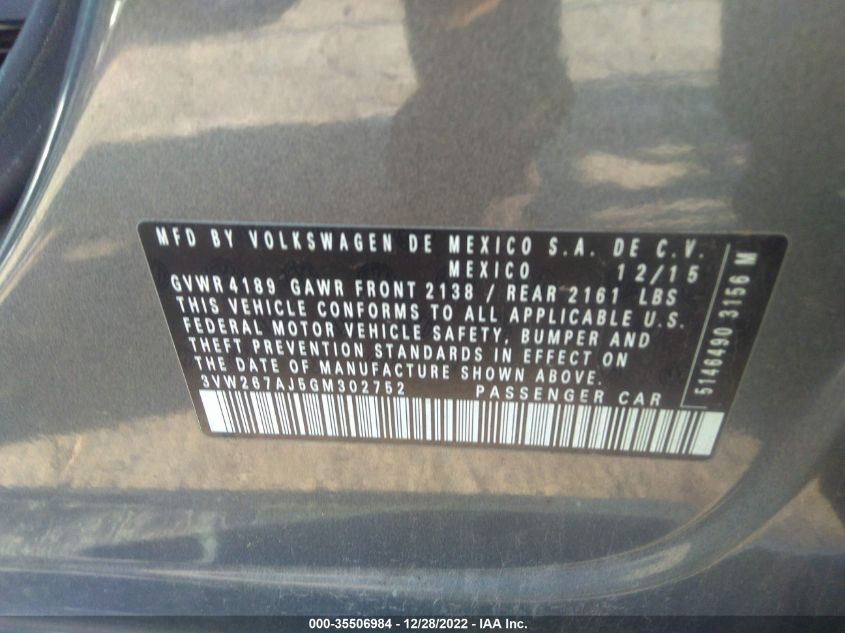 MFD BY VOLKSWAGEN DE MEXICO S.A. DE C.V.
MEXICO 12/15
GVWR 4189 GAWR FRONT 2138 / REAR 2161 LBS
THIS VEHICLE CONFORMS TO ALL APPLICABLE U.S.
FEDERAL MOTOR VEHICLE SAFETY, BUMPER AND
THEFT PREVENTION STANDARDS IN EFFECT ON
THE DATE OF MANUFACTURE SHOWN ABOVE.
3VW267AJ5GM302752 PASSENGER CAR
5146490 3156 M
000-35506984 - 12/28/2022 - IAA Inc.